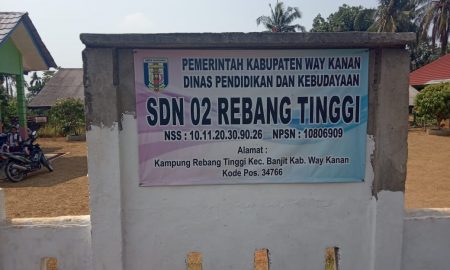 PEMERINTAH KABUPATEN WAY KANAN
DINAS PENDIDIKAN DAN KEBUDAYAAN
SDN 02 REBANG TINGGI
NSS : 10.11.20.30.90.26 NPSN : 10806909
Alamat :
Kampung Rebang Tinggi Kec. Banjit Kab. Way Kanan
Kode Pos. 34766